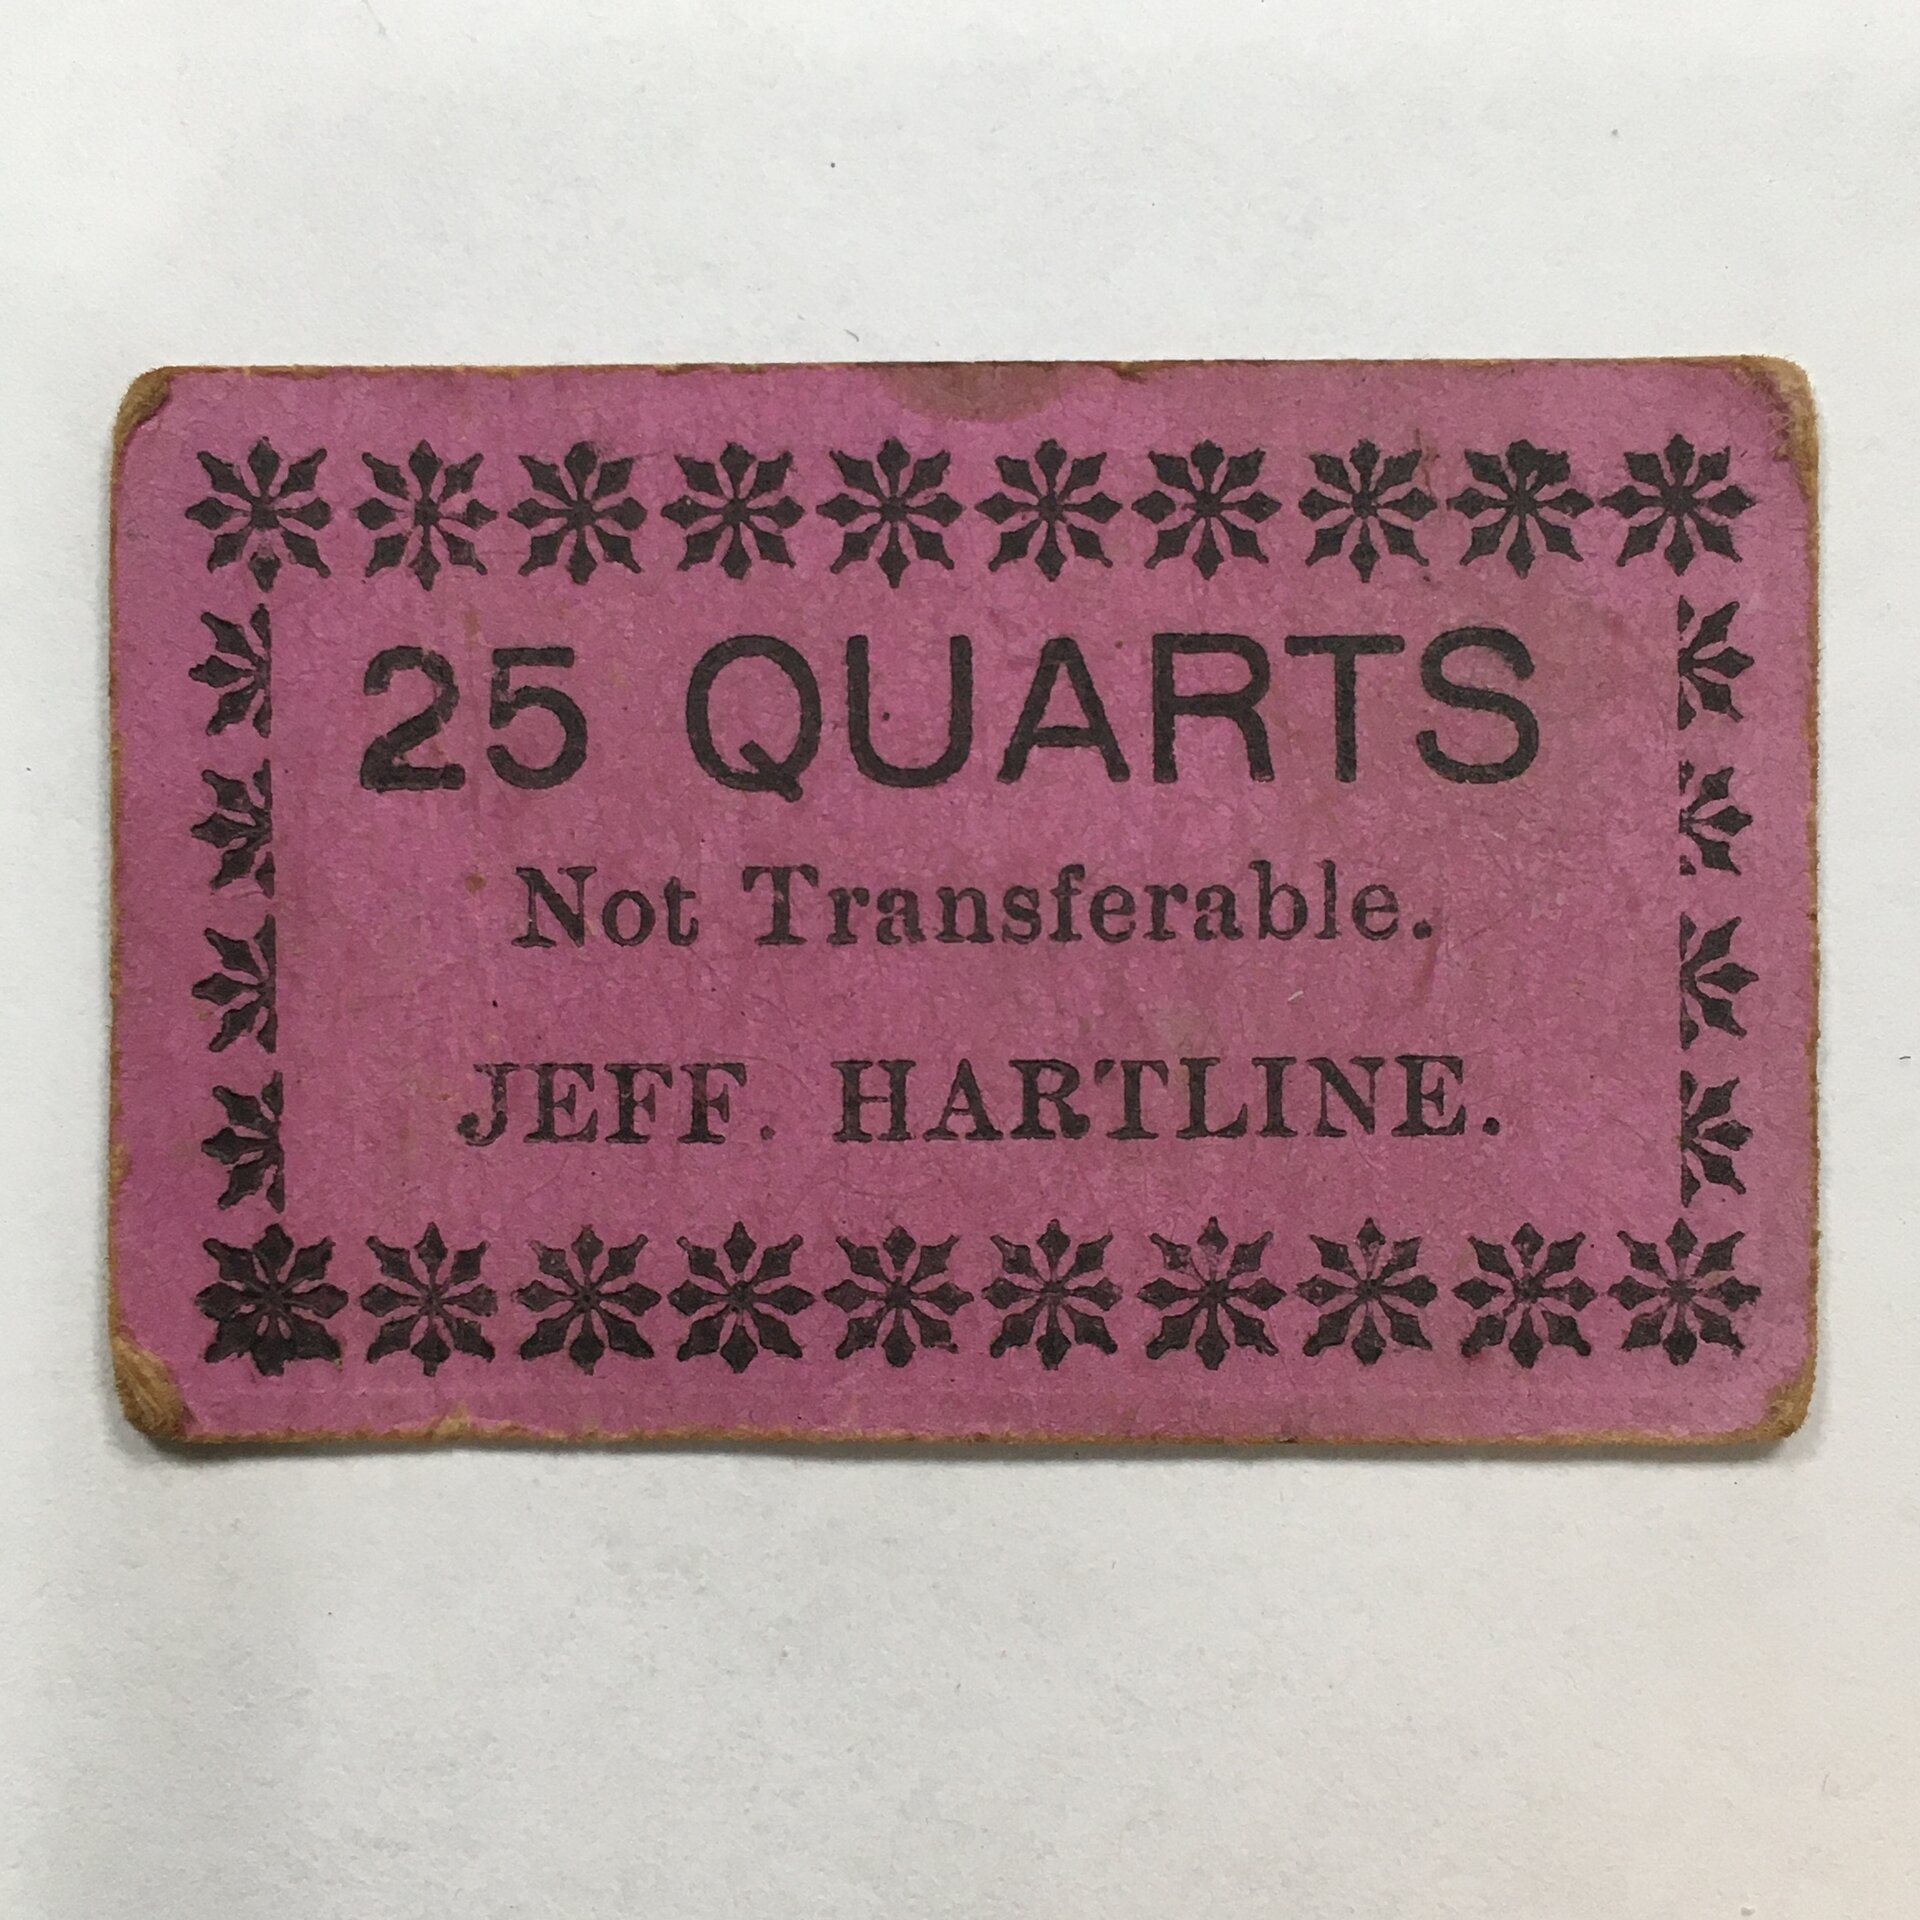 25 QUARTS
Not Transferable.
JEFF. HARTLINE.